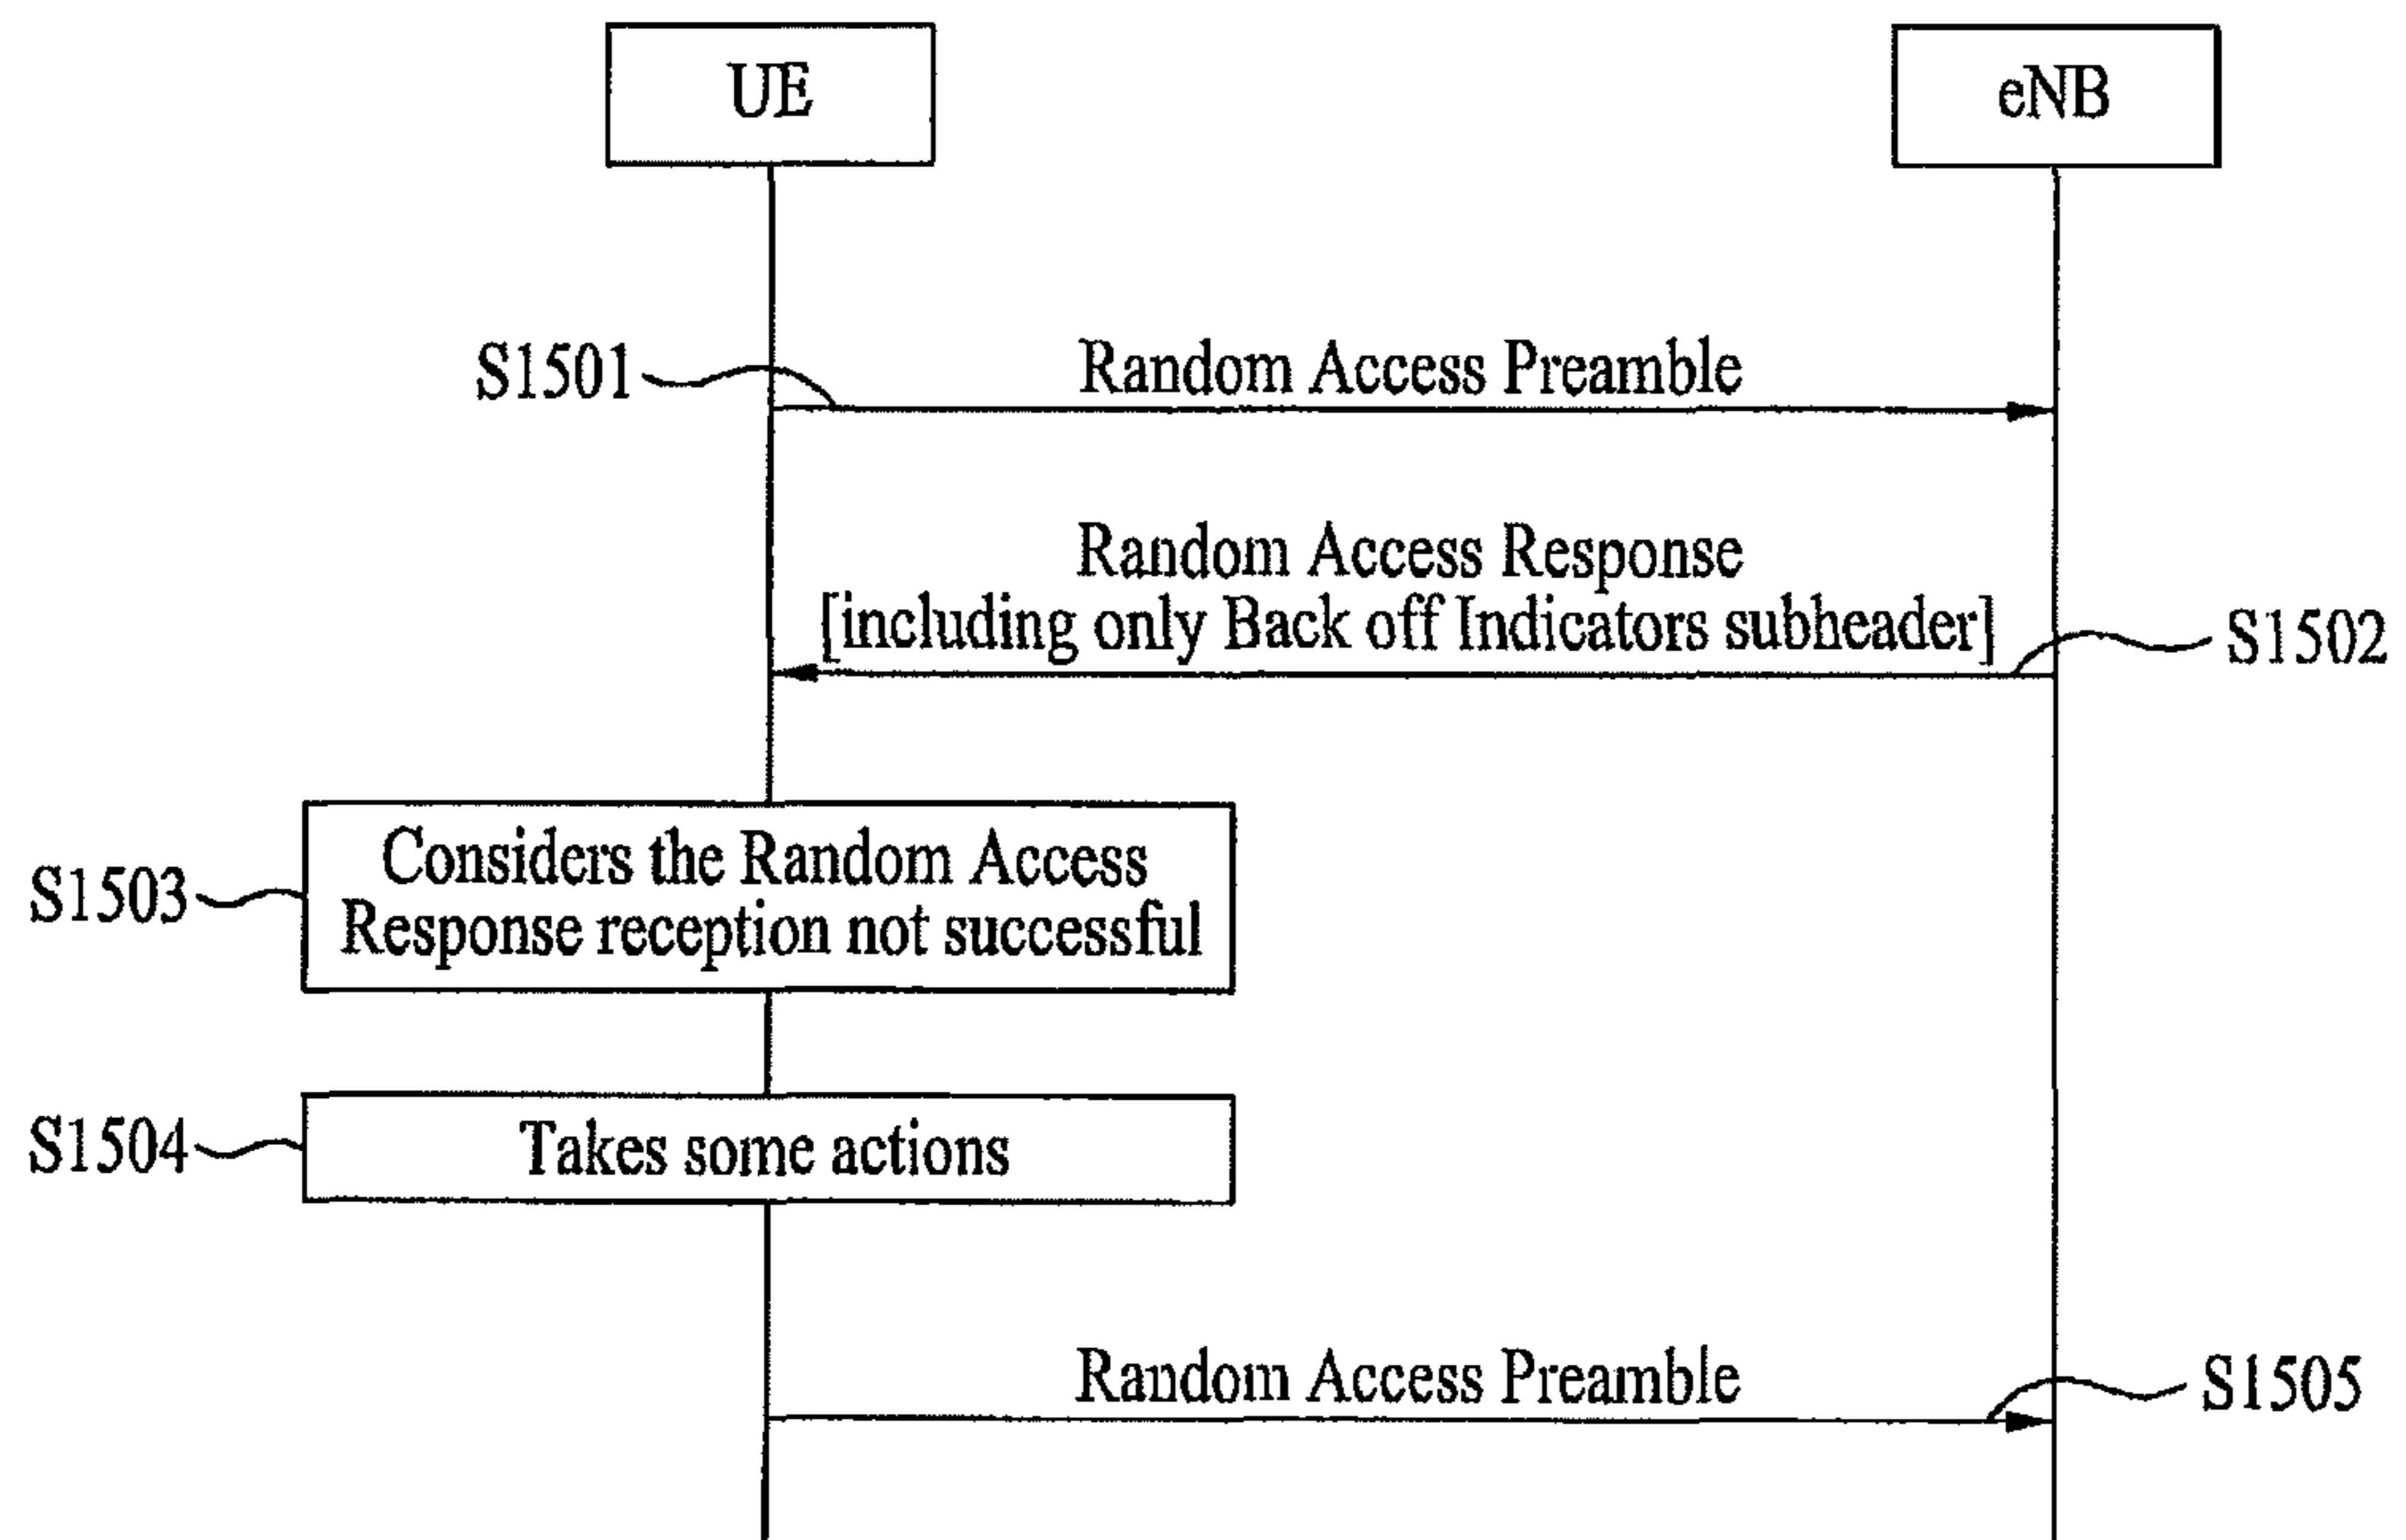 UE
eNB
S1501
Random Access Preamble
Random Access Response
[including only Back off Indicators subheader]
S1502
S1503
Considers the Random Access
Response reception not successful
S1504
Takes some actions
Random Access Preamble
S1505